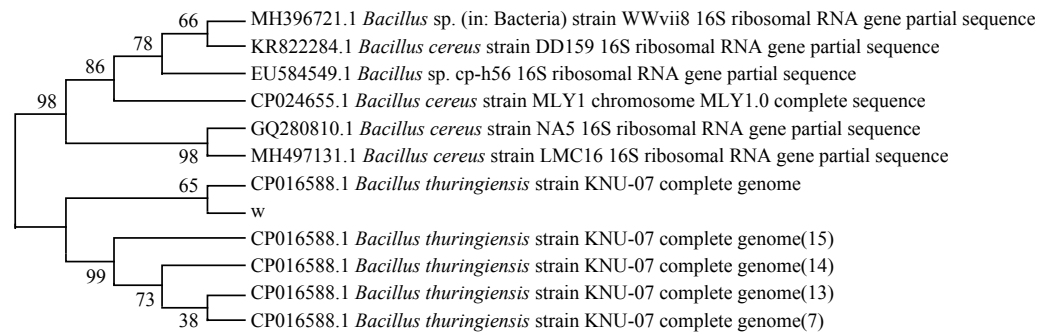 66
MH396721.1 Bacillus sp. (in: Bacteria) strain WWvii8 16S ribosomal RNA gene partial sequence
78
KR822284.1 Bacillus cereus strain DD159 16S ribosomal RNA gene partial sequence
86
EU584549.1 Bacillus sp. cp-h56 16S ribosomal RNA gene partial sequence
98
CP024655.1 Bacillus cereus strain MLY1 chromosome MLY1.0 complete sequence
GQ280810.1 Bacillus cereus strain NA5 16S ribosomal RNA gene partial sequence
98
MH497131.1 Bacillus cereus strain LMC16 16S ribosomal RNA gene partial sequence
65
CP016588.1 Bacillus thuringiensis strain KNU-07 complete genome
w
CP016588.1 Bacillus thuringiensis strain KNU-07 complete genome(15)
99
CP016588.1 Bacillus thuringiensis strain KNU-07 complete genome(14)
73
CP016588.1 Bacillus thuringiensis strain KNU-07 complete genome(13)
38
CP016588.1 Bacillus thuringiensis strain KNU-07 complete genome(7)